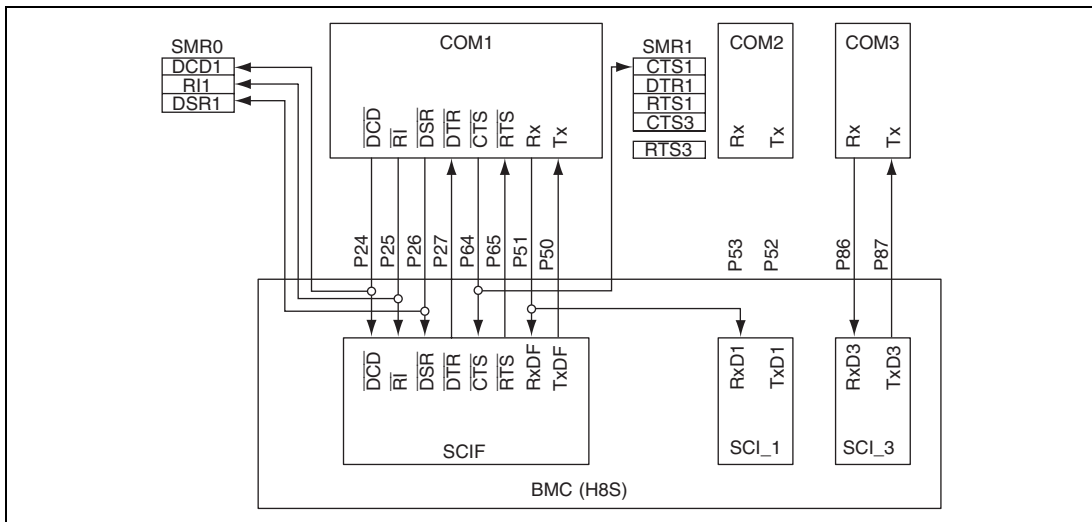 SMR0
DCD1
RI1
DSR1
COM1
DCD
RI
DSR
DTR
CTS
RTS
Rx
Tx
SMR1
CTS1
DTR1
RTS1
CTS3
RTS3
COM2
Rx
Tx
COM3
Rx
Tx
P24
P25
P26
P27
P64
P65
P51
P50
P53
P52
P86
P87
DCD
RI
DSR
DTR
CTS
RTS
RxDF
TxDF
SCIF
RxD1
TxD1
SCI_1
RxD3
TxD3
SCI_3
BMC (H8S)